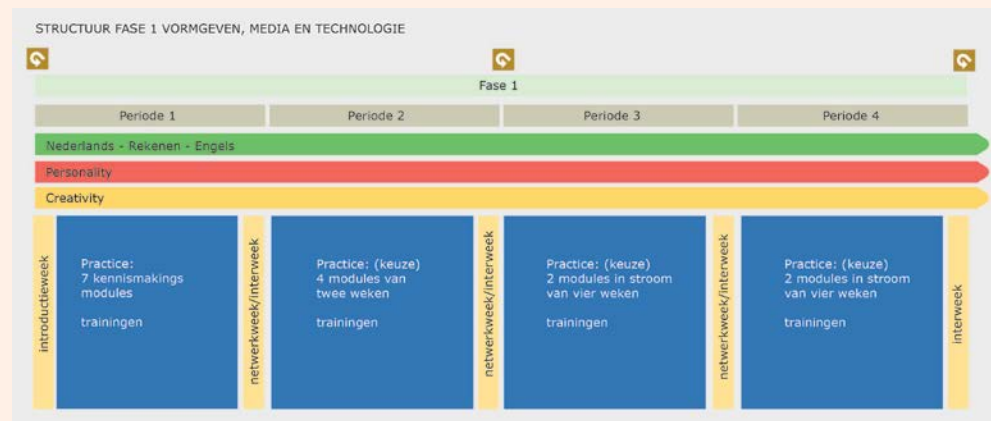 STRUCTUUR FASE 1 VORMGEVEN, MEDIA EN TECHNOLOGIE
Fase 1
Periode 1
Periode 2
Periode 3
Periode 4
Nederlands - Rekenen - Engels
Personality
Creativity
introductieweek
Practice:
7 kennismakings
modules
trainingen
netwerkweek/interweek
Practice: (keuze)
4 modules van
twee weken
trainingen
netwerkweek/interweek
Practice: (keuze)
2 modules in stroom
van vier weken
trainingen
netwerkweek/interweek
Practice: (keuze)
2 modules in stroom
van vier weken
trainingen
interweek